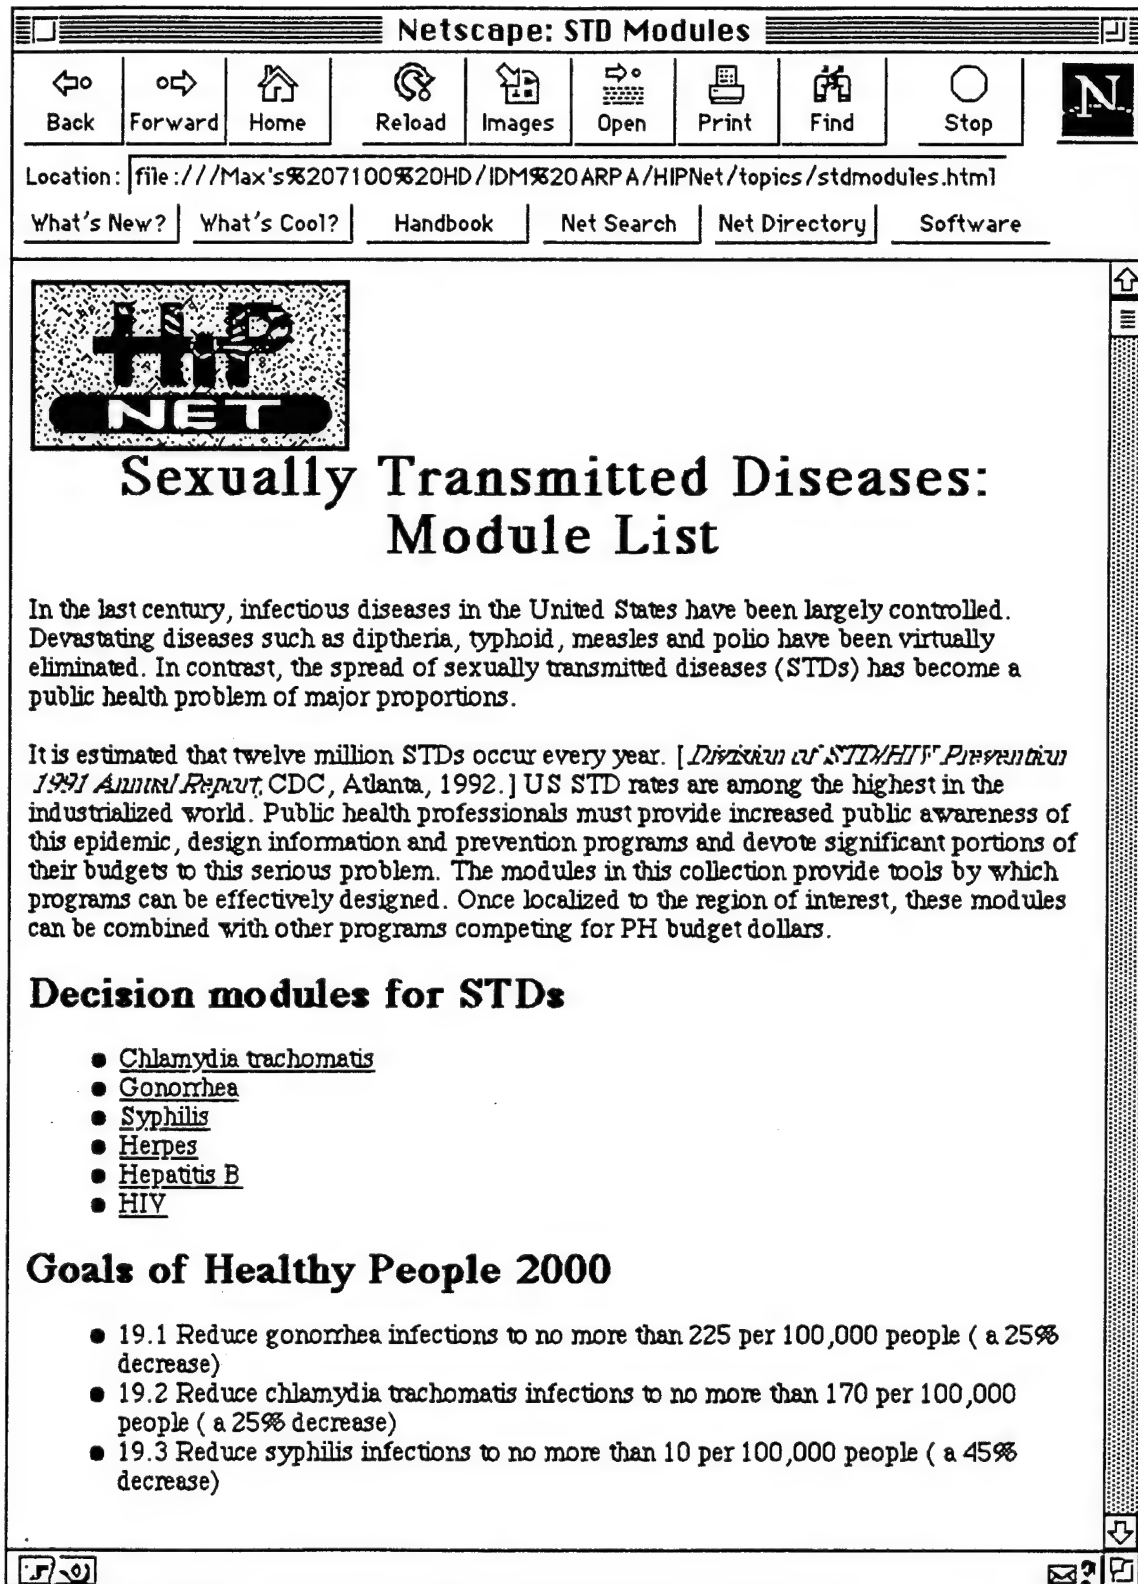 Netscape: STD Modules
Back Forward Home Reload Images Open Print Find Stop N
Location: file:///Max's%207100%20HD/IDM%20ARPA/HIPNet/topics/stdmodules.html
What's New? What's Cool? Handbook Net Search Net Directory Software
HiP
NET
Sexually Transmitted Diseases:
Module List
In the last century, infectious diseases in the United States have been largely controlled.
Devastating diseases such as diptheria, typhoid, measles and polio have been virtually
eliminated. In contrast, the spread of sexually transmitted diseases (STDs) has become a
public health problem of major proportions.
It is estimated that twelve million STDs occur every year. [Division of STD/HIV Prevention
1991 Annual Report, CDC, Atlanta, 1992.] US STD rates are among the highest in the
industrialized world. Public health professionals must provide increased public awareness of
this epidemic, design information and prevention programs and devote significant portions of
their budgets to this serious problem. The modules in this collection provide tools by which
programs can be effectively designed. Once localized to the region of interest, these modules
can be combined with other programs competing for PH budget dollars.
Decision modules for STDs
• Chlamydia trachomatis
• Gonorrhea
• Syphilis
• Herpes
• Hepatitis B
• HIV
Goals of Healthy People 2000
• 19.1 Reduce gonorrhea infections to no more than 225 per 100,000 people ( a 25%
decrease)
• 19.2 Reduce chlamydia trachomatis infections to no more than 170 per 100,000
people ( a 25% decrease)
• 19.3 Reduce syphilis infections to no more than 10 per 100,000 people ( a 45%
decrease)